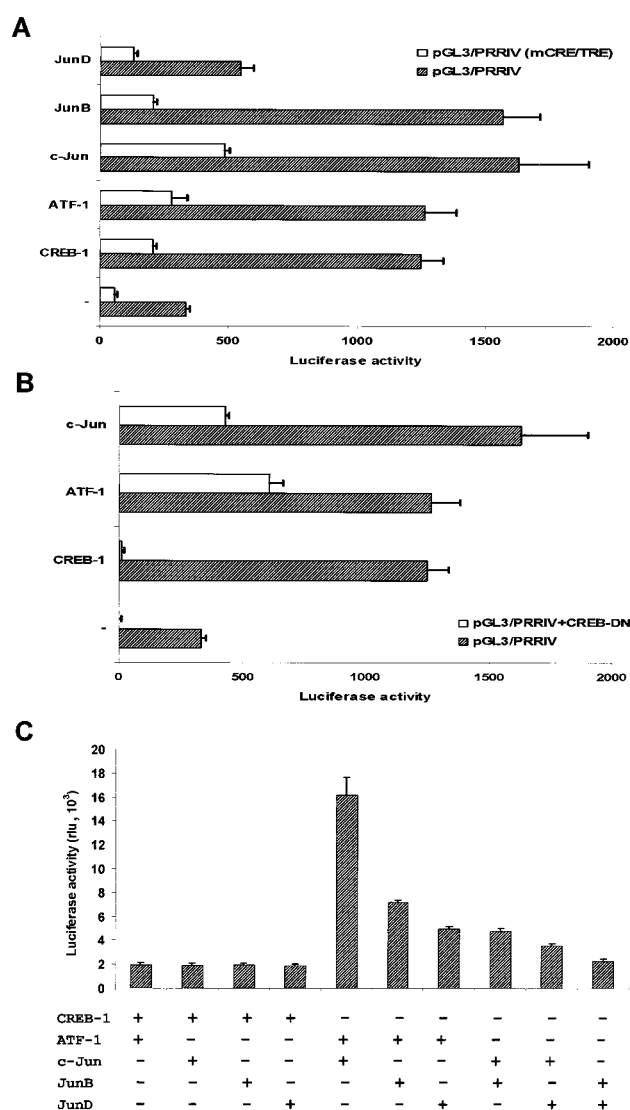 A
pGL3/PRRIV (mCRE/TRE)
pGL3/PRRIV
JunD
JunB
c-Jun
ATF-1
CREB-1
-
0 500 1000 1500 2000
Luciferase activity
B
c-Jun
ATF-1
CREB-1
-
pGL3/PRRIV+CREB-DN
pGL3/PRRIV
0 500 1000 1500 2000
Luciferase activity
C
Luciferase activity (rlu, 10³)
20
18
16
14
12
10
8
6
4
2
0
CREB-1 + + + + - - - - - -
ATF-1 + - - - + + + - - -
c-Jun - + - - + - - + + -
JunB - - + - - + - + - +
JunD - - - + - - + - + +